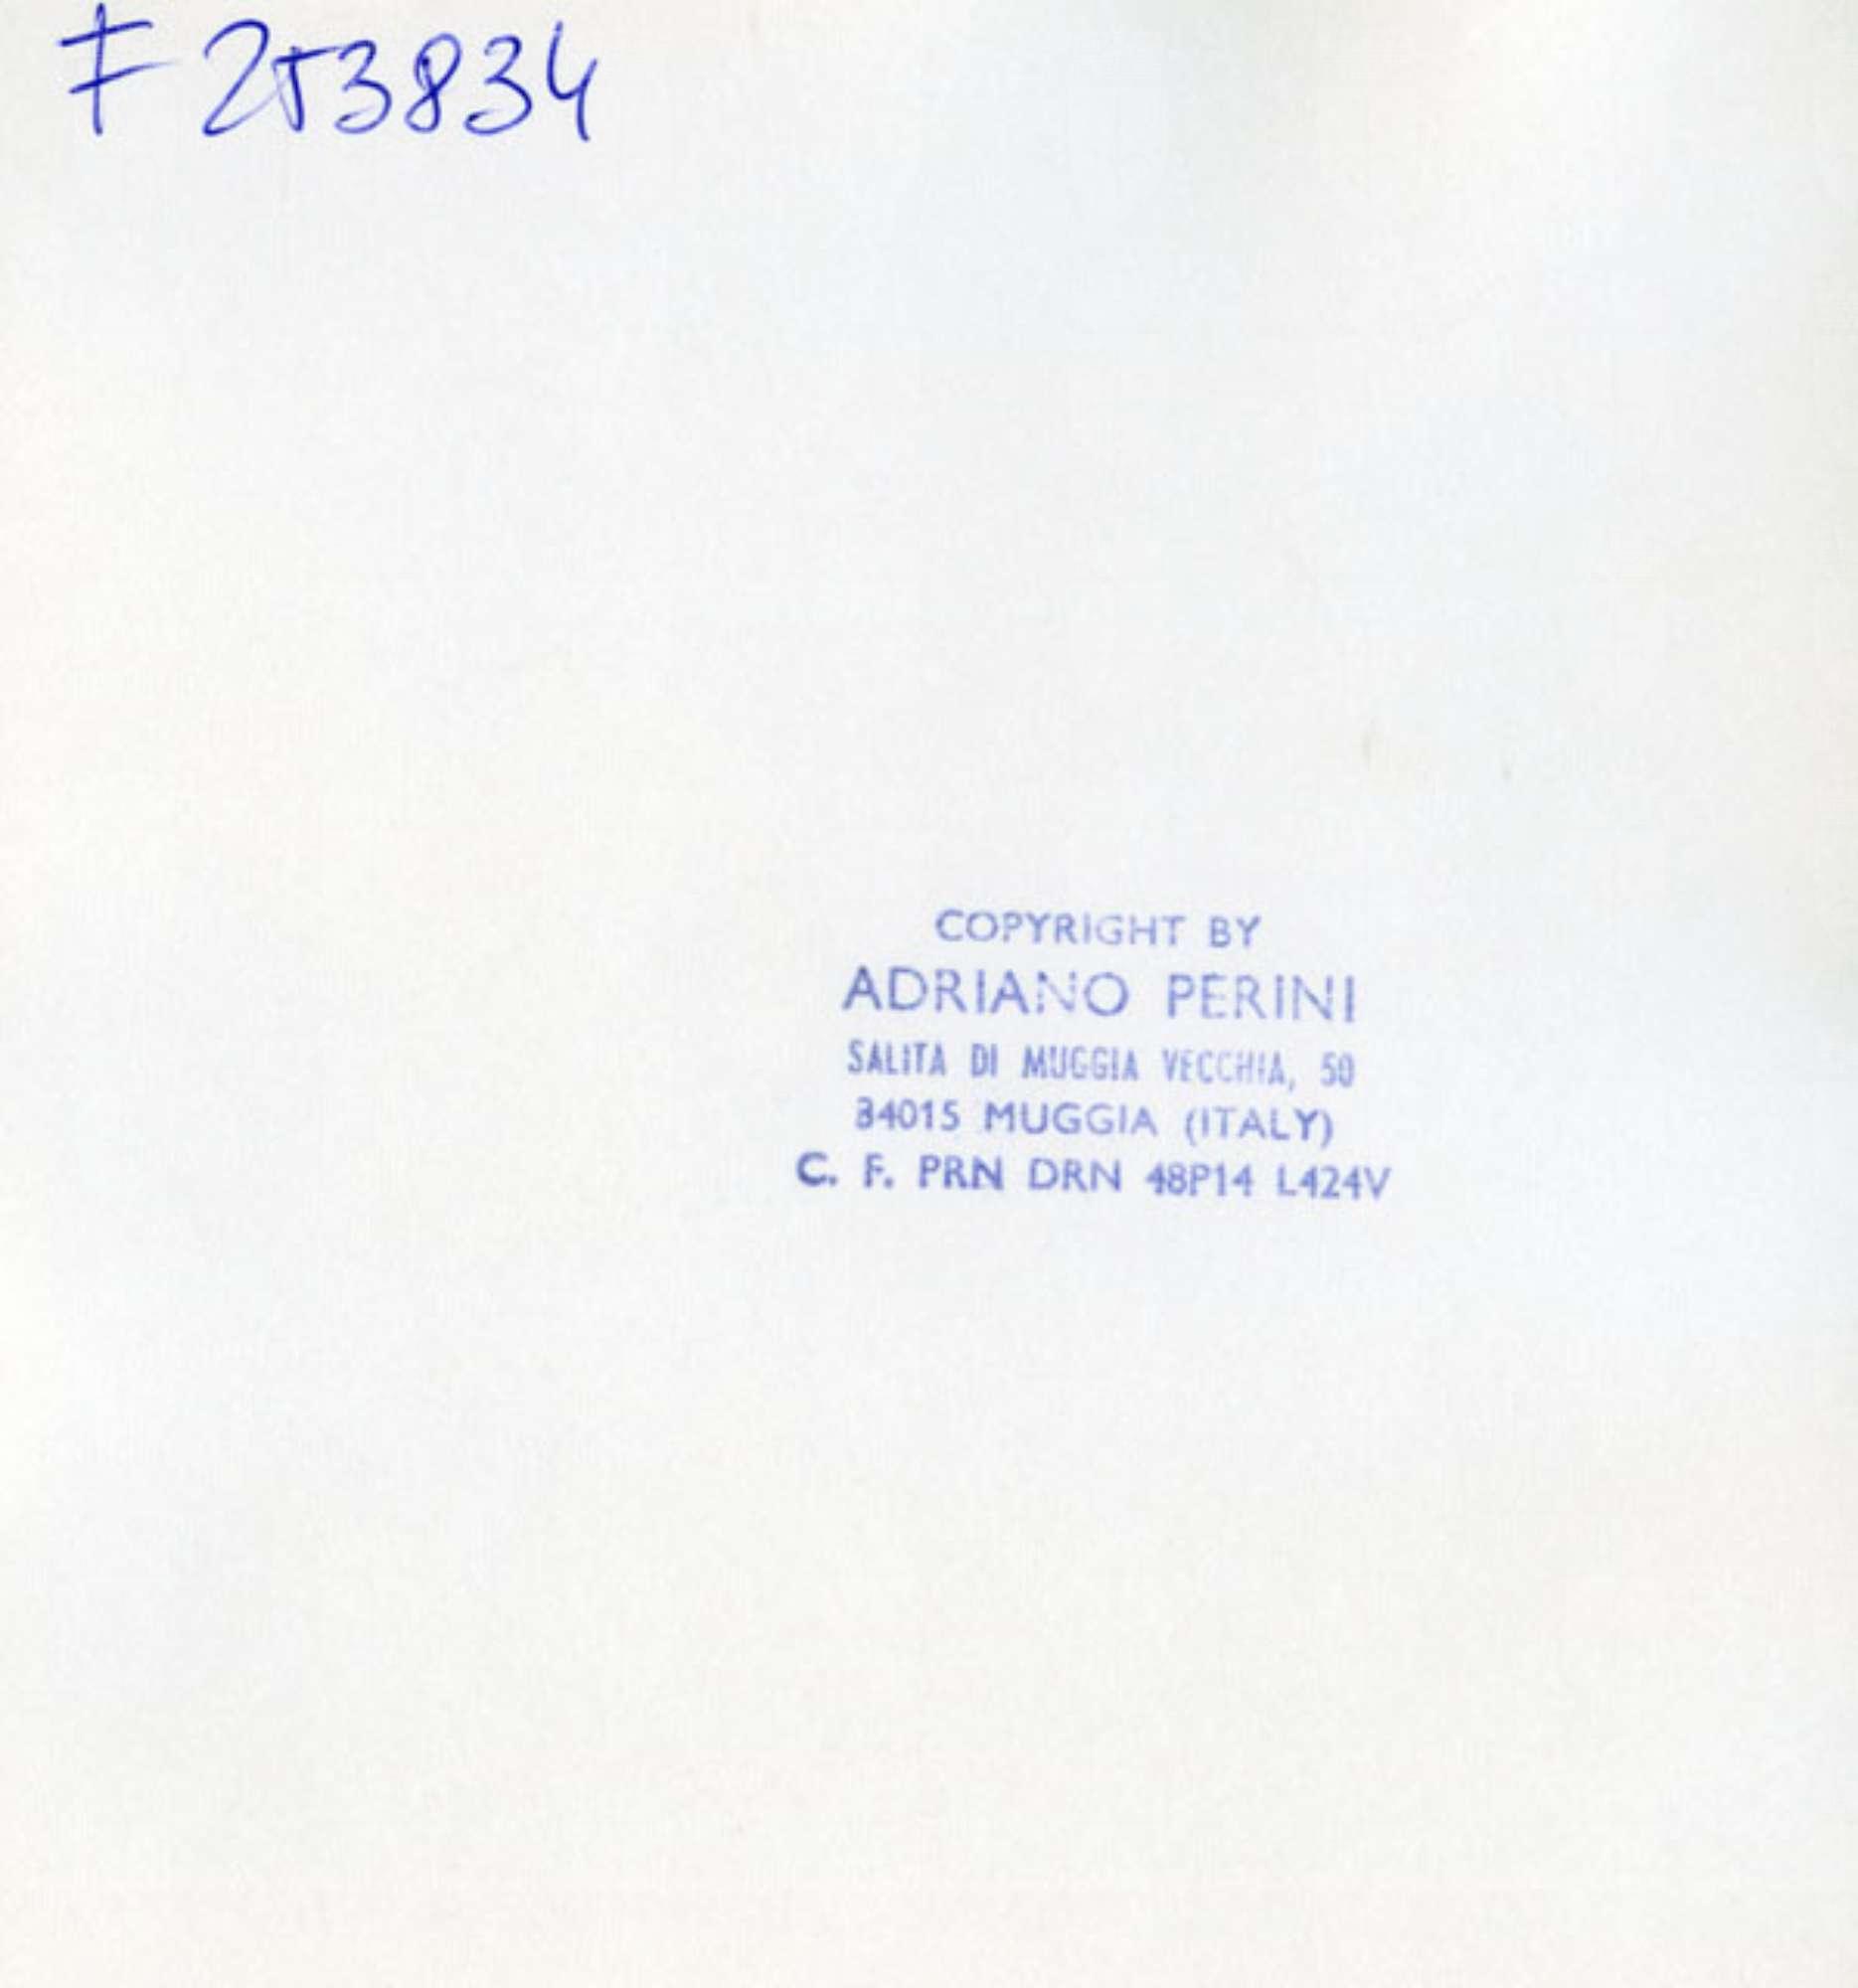 F 253834
COPYRIGHT BY
ADRIANO PERINI
SALITA DI MUGGIA VECCHIA, 50
34015 MUGGIA (ITALY)
C. F. PRN DRN 48P14 L424V